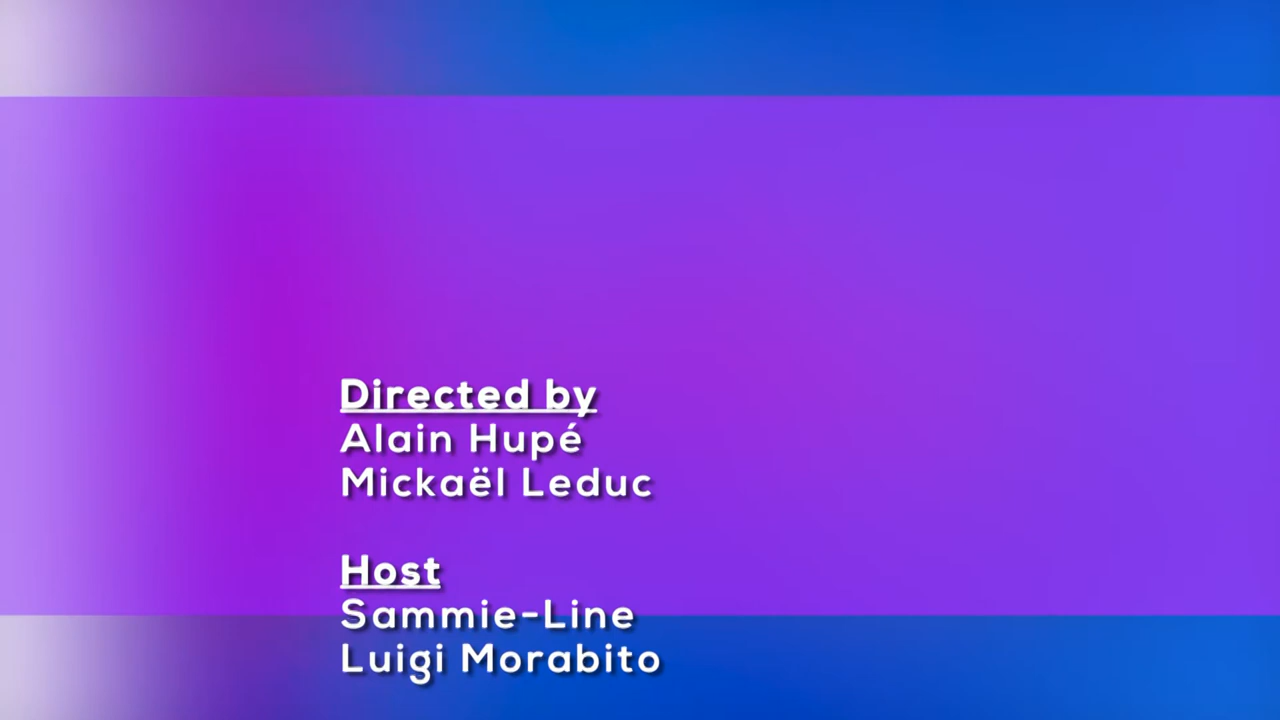 Directed by
Alain Hupé
Mickaël Leduc
Host
Sammie-Line
Luigi Morabito